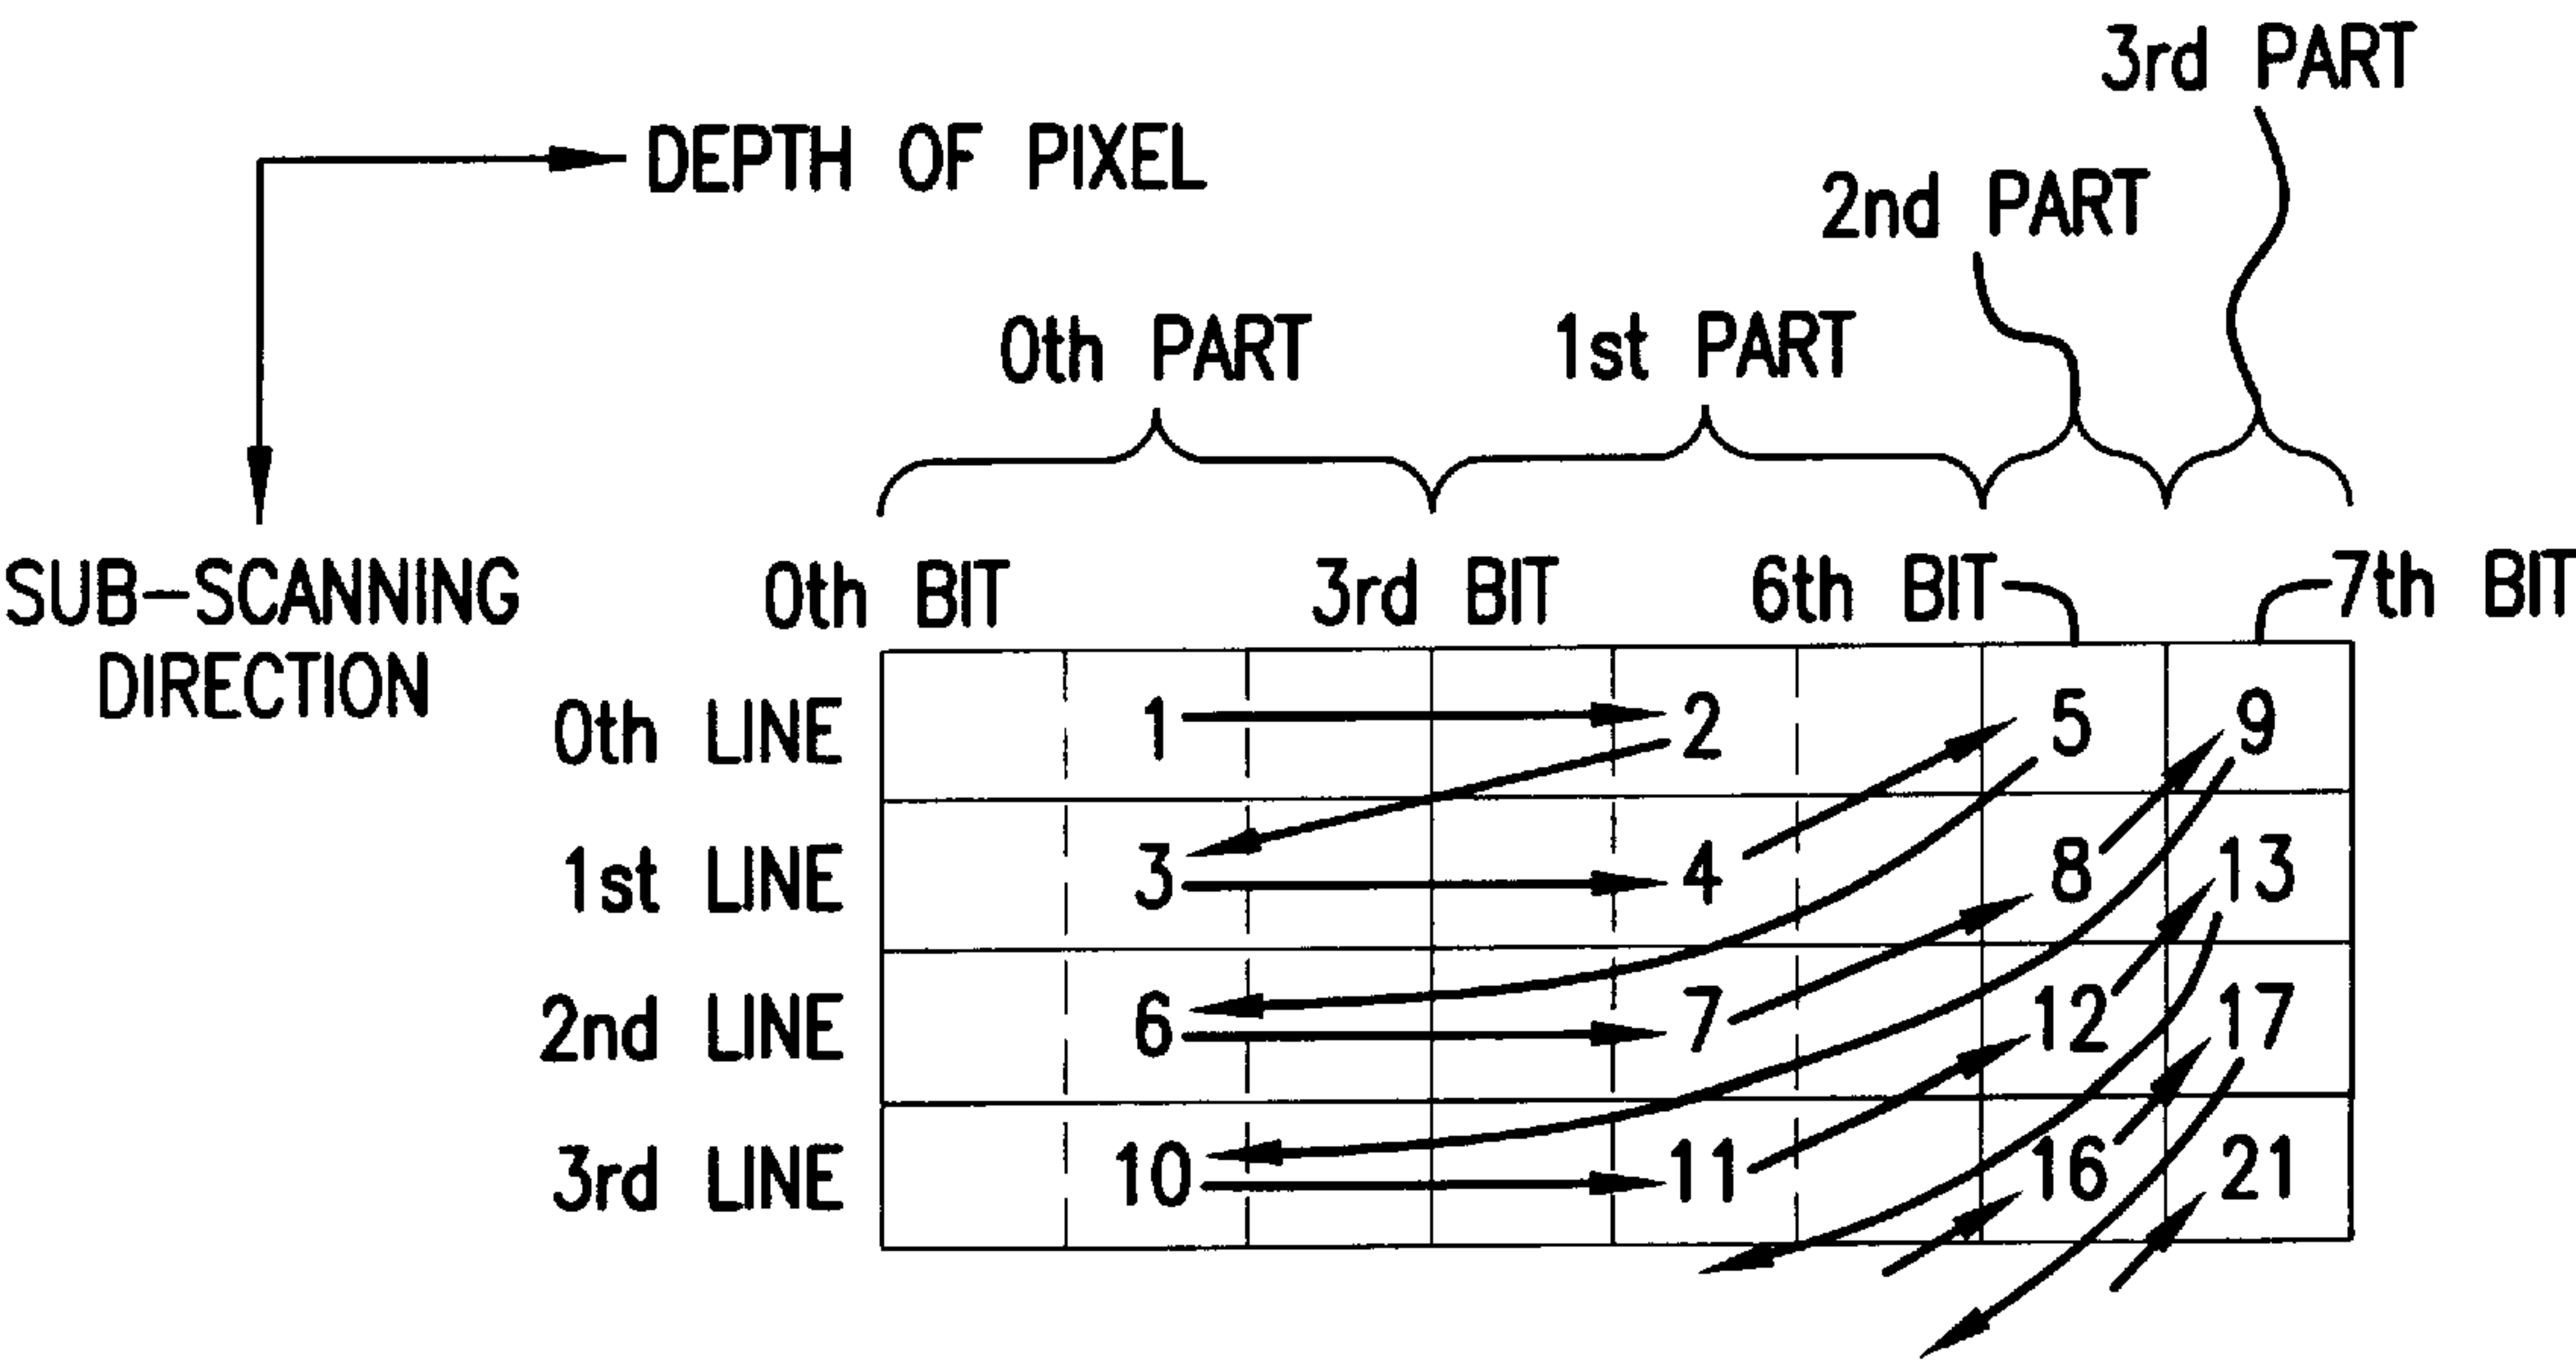 3rd PART
DEPTH OF PIXEL
2nd PART
0th PART 1st PART
SUB-SCANNING
DIRECTION
0th BIT 3rd BIT 6th BIT 7th BIT
0th LINE 1 2 5 9
1st LINE 3 4 8 13
2nd LINE 6 7 12 17
3rd LINE 10 11 16 21